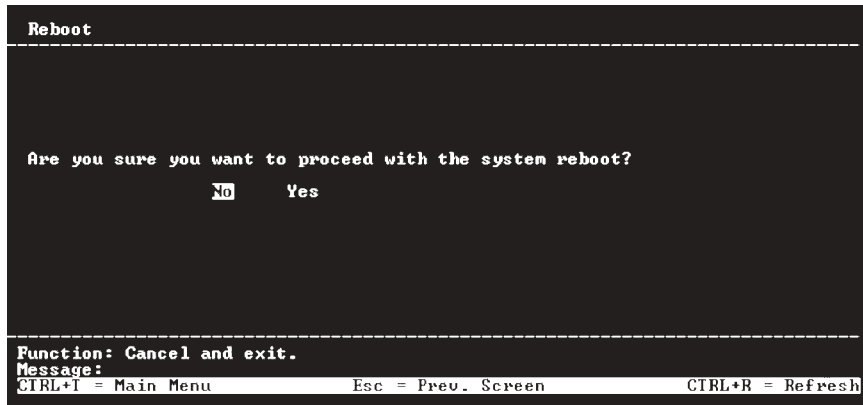 Reboot
Are you sure you want to proceed with the system reboot?
No Yes
Function: Cancel and exit.
Message:
CTRL+T = Main Menu Esc = Prev. Screen CTRL+R = Refresh